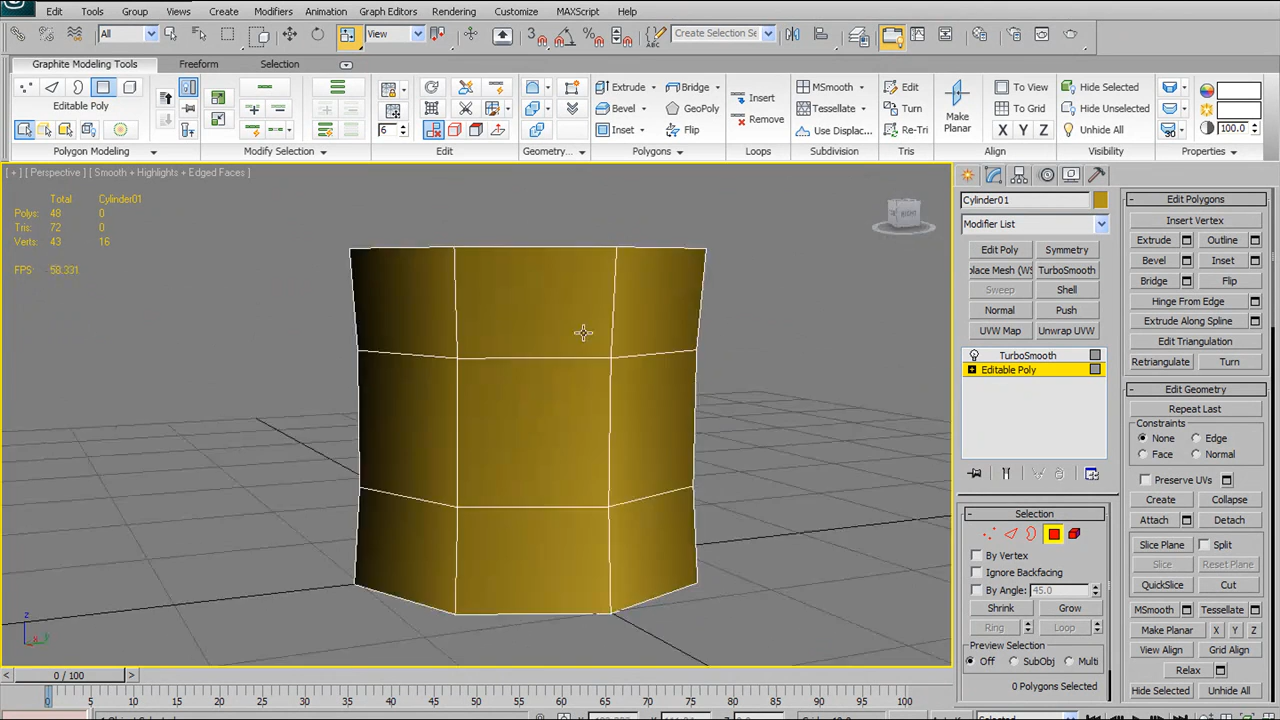 Edit Tools Group Views Create Modifiers Animation Graph Editors Rendering Customize MAXScript Help
All View Create Selection Se
Graphite Modeling Tools Freeform Selection
Editable Poly
Polygon Modeling
Modify Selection
6
Edit
Geometry...
Extrude Bridge
Bevel GeoPoly
Inset Flip
Polygons
Insert
Remove
Loops
MSmooth
Tessellate
Use Displac...
Subdivision
Edit
Turn
Re-Tri
Tris
Make
Planar
To View
To Grid
X Y Z
Align
Hide Selected
Hide Unselected
Unhide All
Visibility
30
100.0
Properties
[ + ] [ Perspective ] [ Smooth + Highlights + Edged Faces ]
Total Cylinder01
Polys: 48 0
Tris: 72 0
Verts: 43 16
FPS: 58.331
RIGHT
z
x
y
Cylinder01
Modifier List
Edit Poly Symmetry
place Mesh (WS TurboSmooth
Sweep Shell
Normal Push
UVW Map Unwrap UVW
TurboSmooth
Editable Poly
Selection
By Vertex
Ignore Backfacing
By Angle: 45.0
Shrink Grow
Ring Loop
Preview Selection
Off SubObj Multi
0 Polygons Selected
Edit Polygons
Insert Vertex
Extrude Outline
Bevel Inset
Bridge Flip
Hinge From Edge
Extrude Along Spline
Edit Triangulation
Retriangulate Turn
Edit Geometry
Repeat Last
Constraints
None Edge
Face Normal
Preserve UVs
Create Collapse
Attach Detach
Slice Plane Split
Slice Reset Plane
QuickSlice Cut
MSmooth Tessellate
Make Planar X Y Z
View Align Grid Align
Relax
Hide Selected Unhide All
< 0 / 100 >
0 5 10 15 20 25 30 35 40 45 50 55 60 65 70 75 80 85 90 95 100
Selected